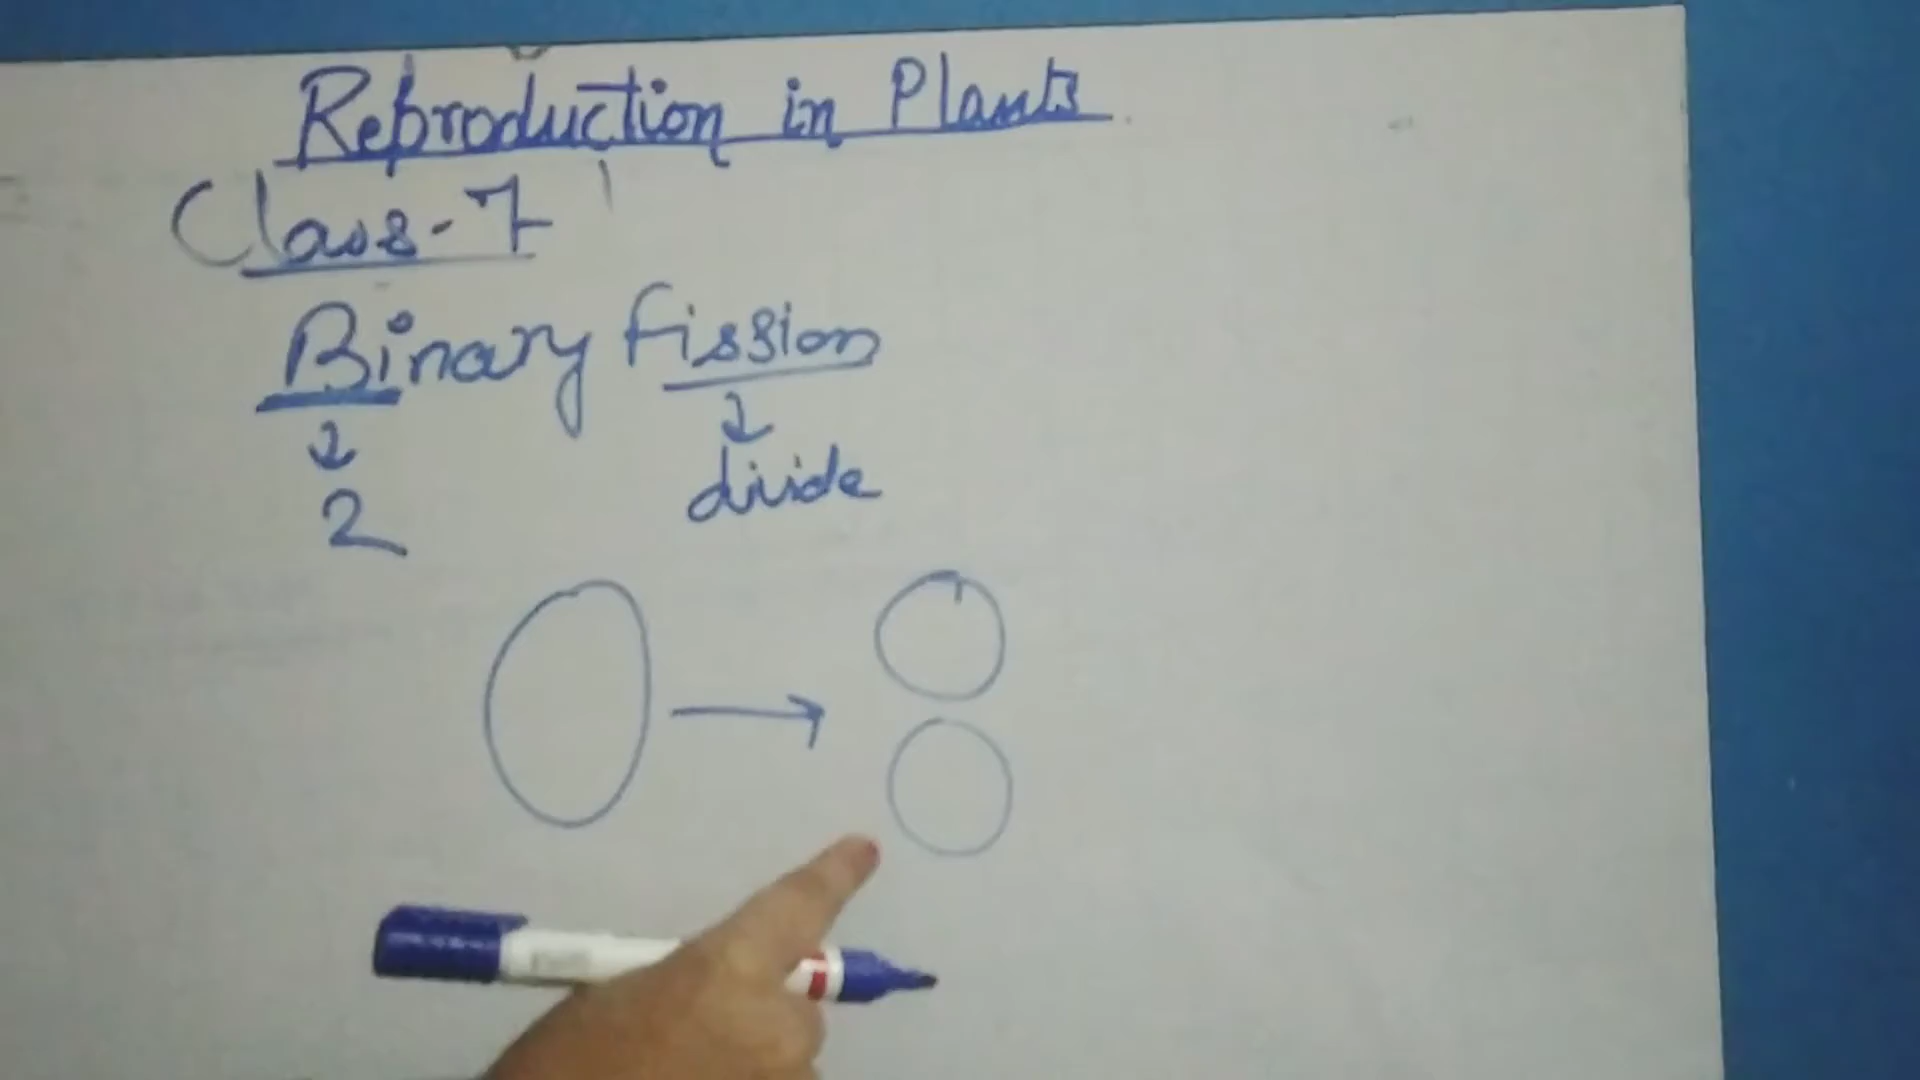 Reproduction in Plants
Class-7
Binary fission
2 divide